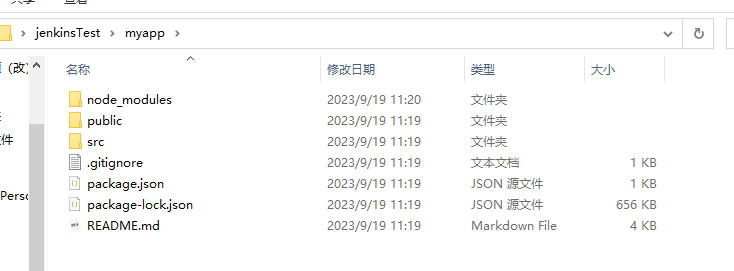 共享 查看
jenkinsTest myapp
名称 修改日期 类型 大小
(改)
node_modules 2023/9/19 11:20 文件夹
public 2023/9/19 11:19 文件夹
件 src 2023/9/19 11:19 文件夹
.gitignore 2023/9/19 11:19 文本文档 1 KB
package.json 2023/9/19 11:19 JSON 源文件 1 KB
Perso package-lock.json 2023/9/19 11:19 JSON 源文件 656 KB
README.md 2023/9/19 11:19 Markdown File 4 KB